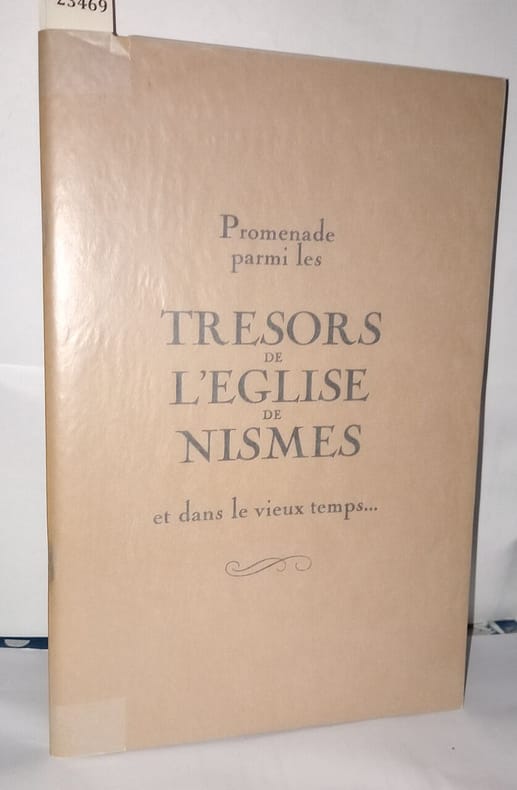 23469
Promenade
parmi les
TRESORS
DE
L'EGLISE
DE
NISMES
et dans le vieux temps...